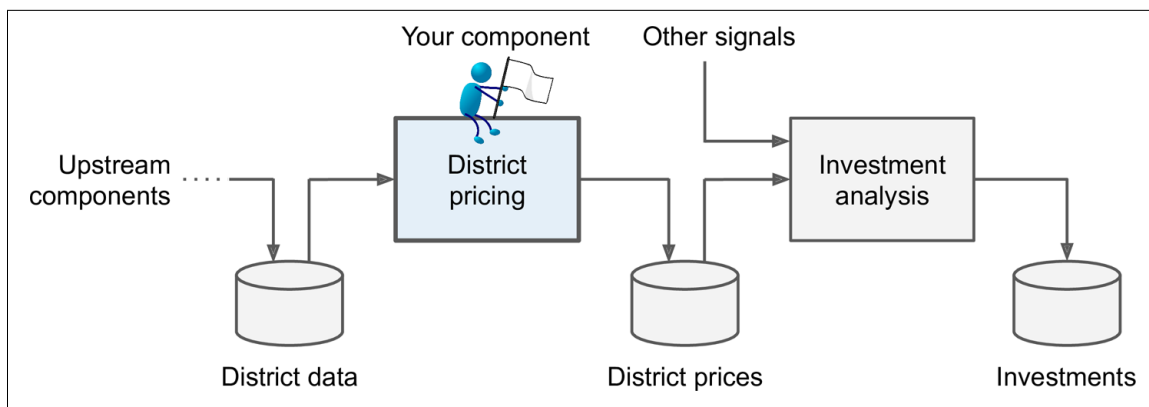 Your component
Other signals
Upstream
components
District
pricing
Investment
analysis
District data
District prices
Investments